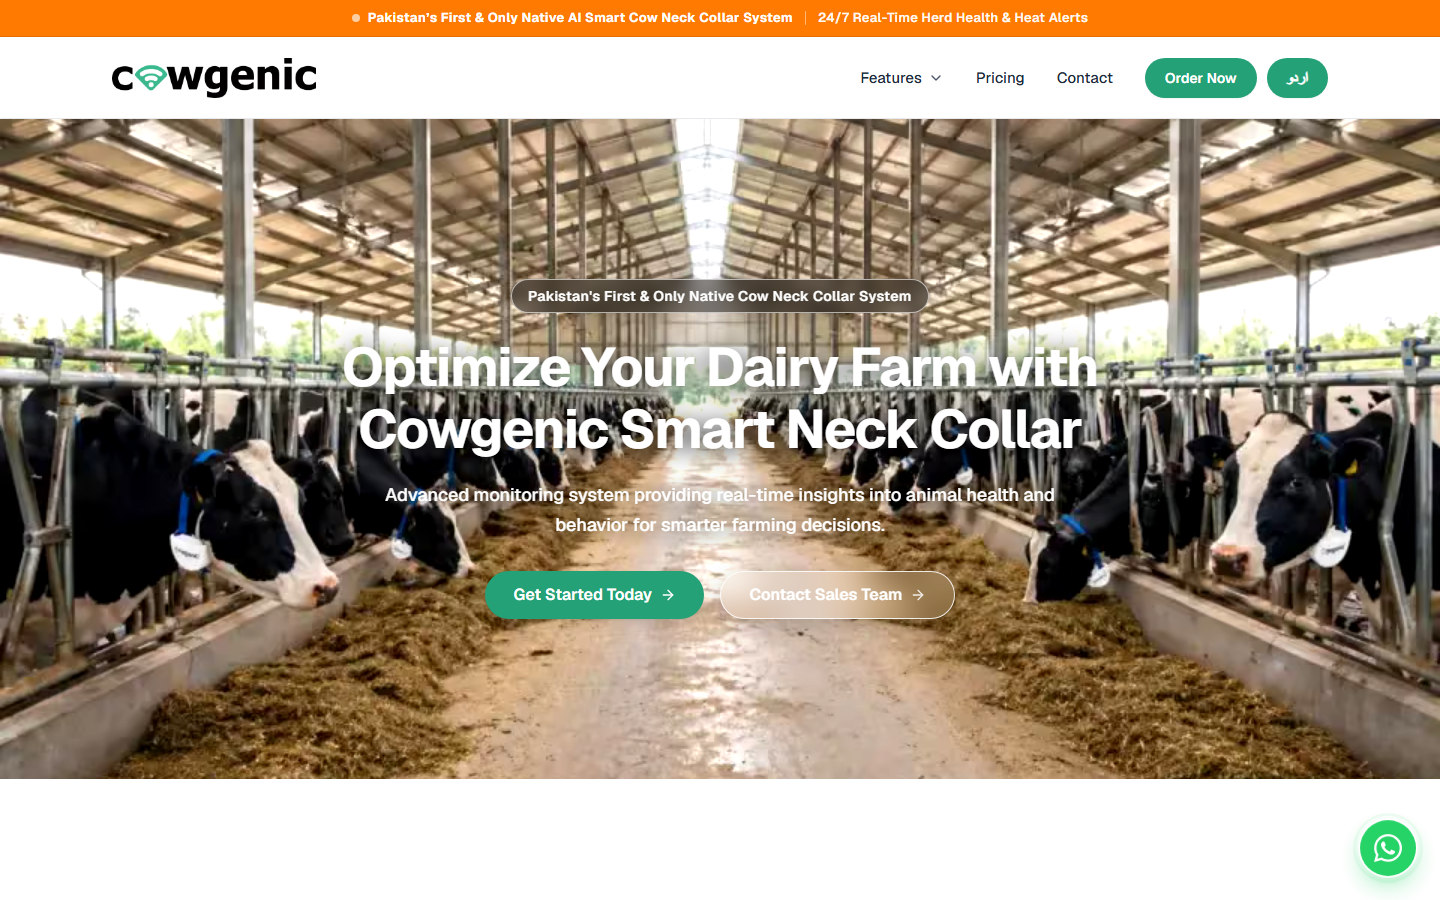 Pakistan's First & Only Native AI Smart Cow Neck Collar System
24/7 Real-Time Herd Health & Heat Alerts
cowgenic
Features
Pricing
Contact
Order Now
اردو
Pakistan's First & Only Native Cow Neck Collar System
Optimize Your Dairy Farm with
Cowgenic Smart Neck Collar
Advanced monitoring system providing real-time insights into animal health and
behavior for smarter farming decisions.
Get Started Today
Contact Sales Team